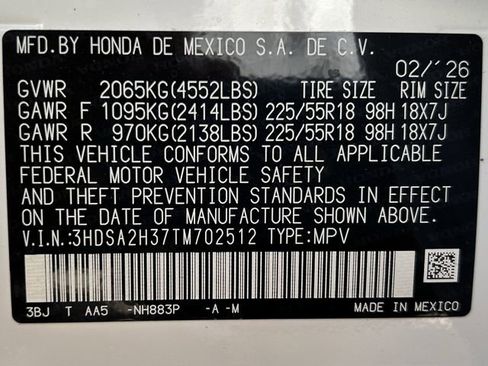 MFD.BY HONDA DE MEXICO S.A. DE C.V.
02/'26
GVWR 2065KG(4552LBS) TIRE SIZE RIM SIZE
GAWR F 1095KG(2414LBS) 225/55R18 98H 18X7J
GAWR R 970KG(2138LBS) 225/55R18 98H 18X7J
THIS VEHICLE CONFORMS TO ALL APPLICABLE
FEDERAL MOTOR VEHICLE SAFETY
AND THEFT PREVENTION STANDARDS IN EFFECT
ON THE DATE OF MANUFACTURE SHOWN ABOVE.
V.I.N.:3HDSA2H37TM702512 TYPE:MPV
3BJ T AA5 -NH883P -A -M MADE IN MEXICO